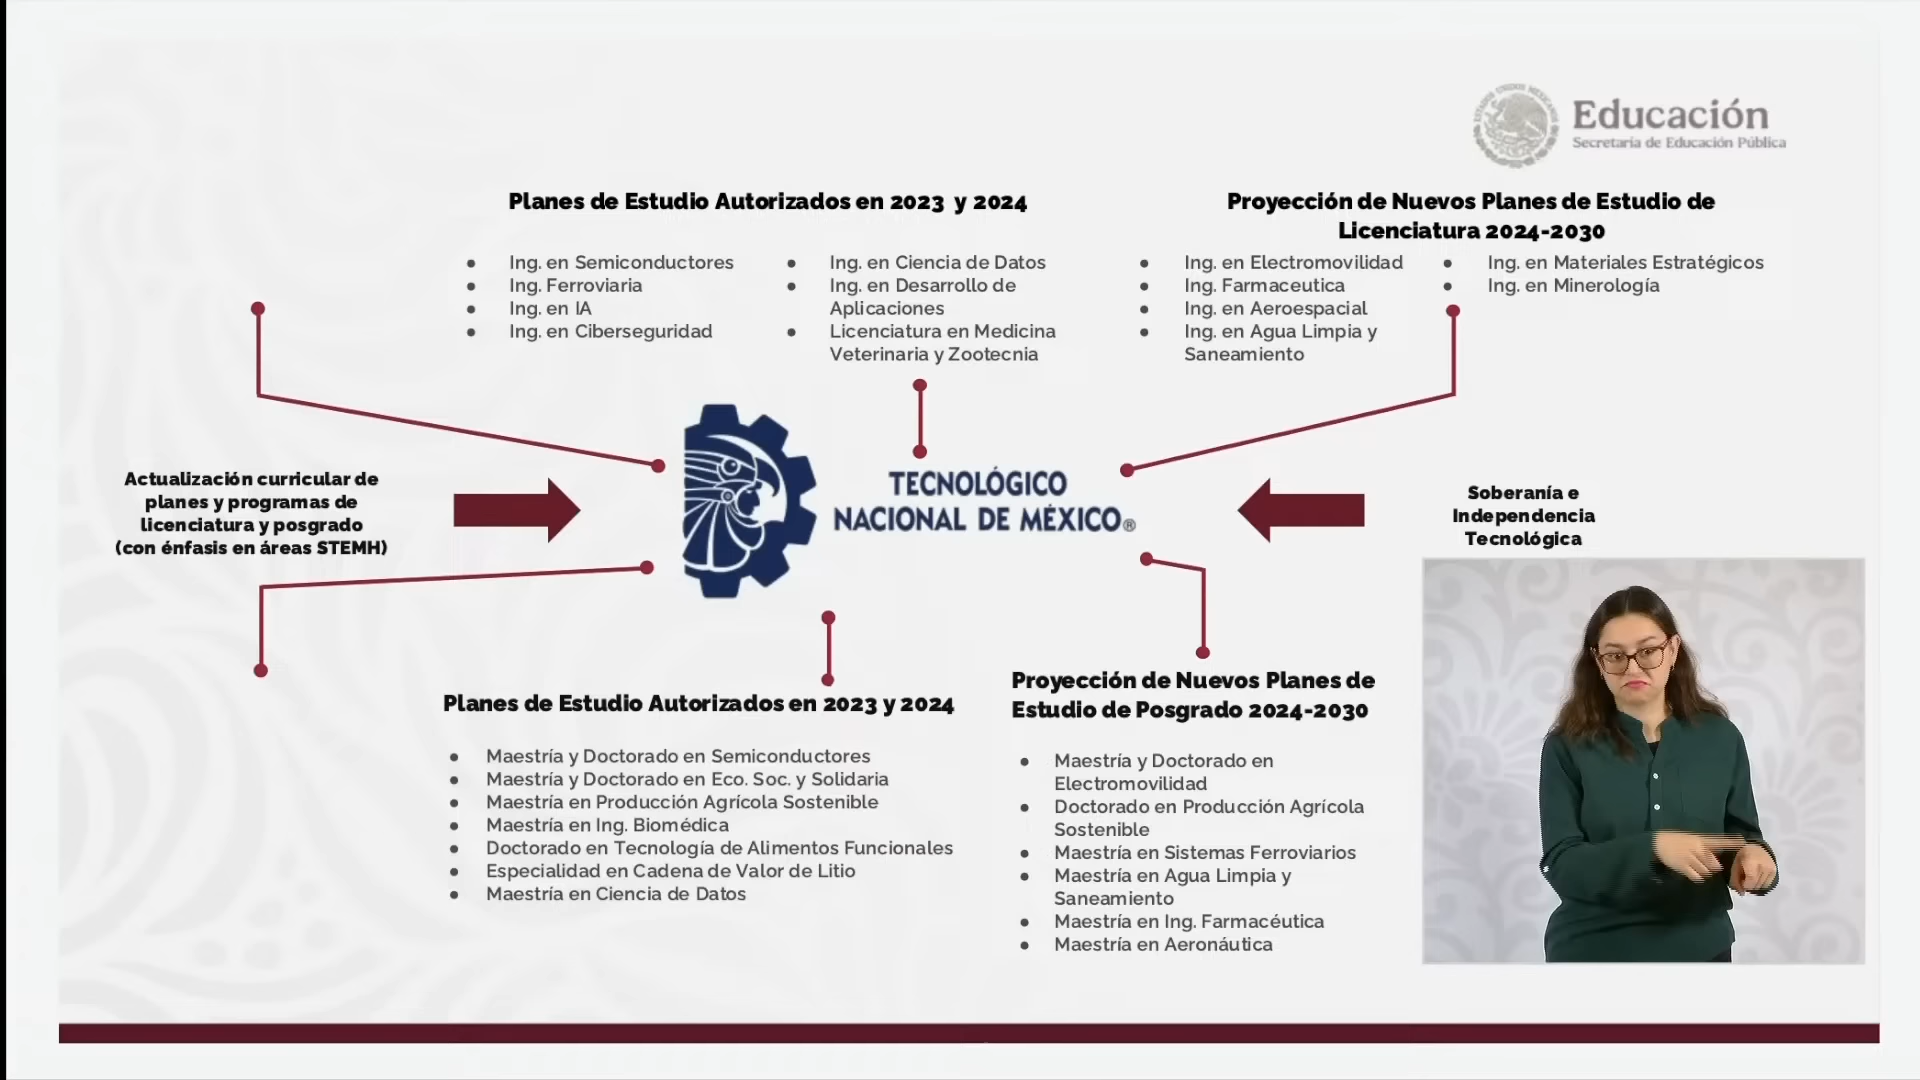 Educación
Secretaría de Educación Pública
Planes de Estudio Autorizados en 2023 y 2024
Ing. en Semiconductores
Ing. Ferroviaria
Ing. en IA
Ing. en Ciberseguridad
Ing. en Ciencia de Datos
Ing. en Desarrollo de
Aplicaciones
Licenciatura en Medicina
Veterinaria y Zootecnia
Proyección de Nuevos Planes de Estudio de
Licenciatura 2024-2030
Ing. en Electromovilidad
Ing. Farmaceutica
Ing. en Aeroespacial
Ing. en Agua Limpia y
Saneamiento
Ing. en Materiales Estratégicos
Ing. en Minerología
Actualización curricular de
planes y programas de
licenciatura y posgrado
(con énfasis en áreas STEMH)
TECNOLÓGICO
NACIONAL DE MÉXICO®
Soberanía e
Independencia
Tecnológica
Planes de Estudio Autorizados en 2023 y 2024
Maestría y Doctorado en Semiconductores
Maestría y Doctorado en Eco. Soc. y Solidaria
Maestría en Producción Agrícola Sostenible
Maestría en Ing. Biomédica
Doctorado en Tecnología de Alimentos Funcionales
Especialidad en Cadena de Valor de Litio
Maestría en Ciencia de Datos
Proyección de Nuevos Planes de
Estudio de Posgrado 2024-2030
Maestría y Doctorado en
Electromovilidad
Doctorado en Producción Agrícola
Sostenible
Maestría en Sistemas Ferroviarios
Maestría en Agua Limpia y
Saneamiento
Maestría en Ing. Farmacéutica
Maestría en Aeronáutica